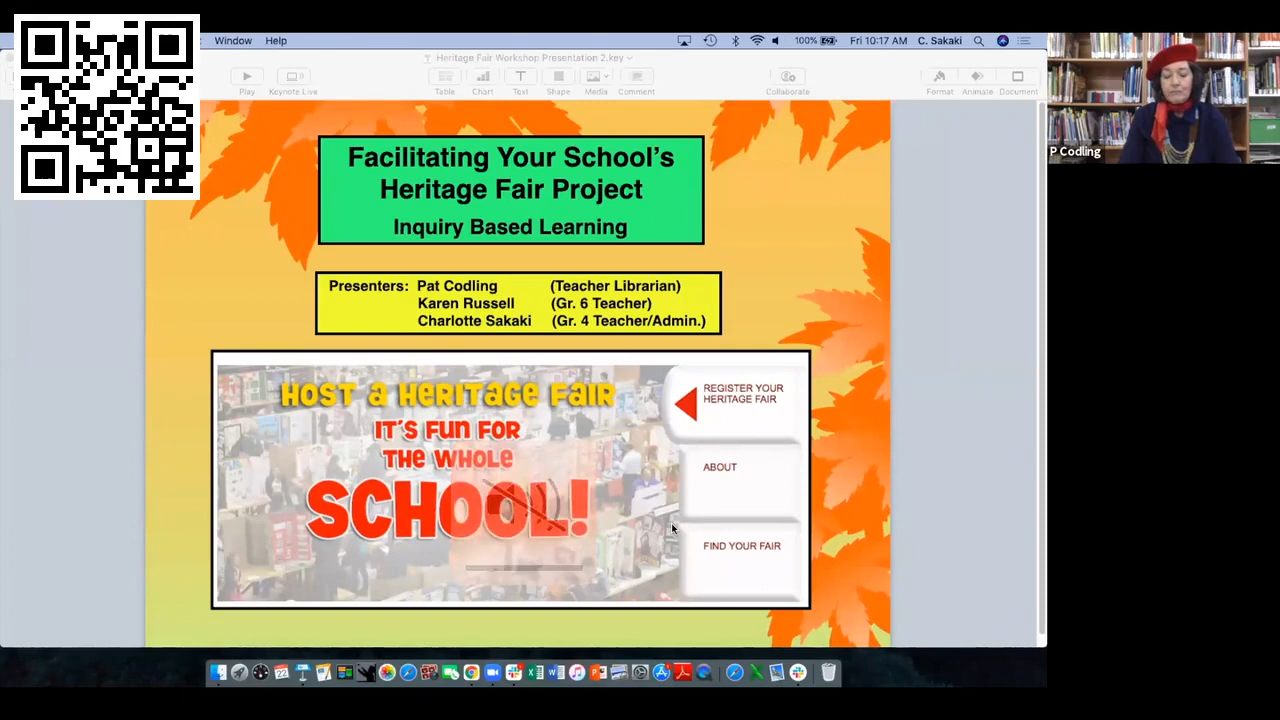 Window Help
100% Fri 10:17 AM C. Sakaki
Heritage Fair Workshop Presentation 2.key
Play Keynote Live Table Chart Text Shape Media Comment Collaborate Format Animate Document
P Codling
Facilitating Your School's
Heritage Fair Project
Inquiry Based Learning
Presenters: Pat Codling (Teacher Librarian)
Karen Russell (Gr. 6 Teacher)
Charlotte Sakaki (Gr. 4 Teacher/Admin.)
HOST A HERITAGE FAIR
IT'S FUN FOR
THE WHOLE
SCHOOL!
REGISTER YOUR
HERITAGE FAIR
ABOUT
FIND YOUR FAIR
22